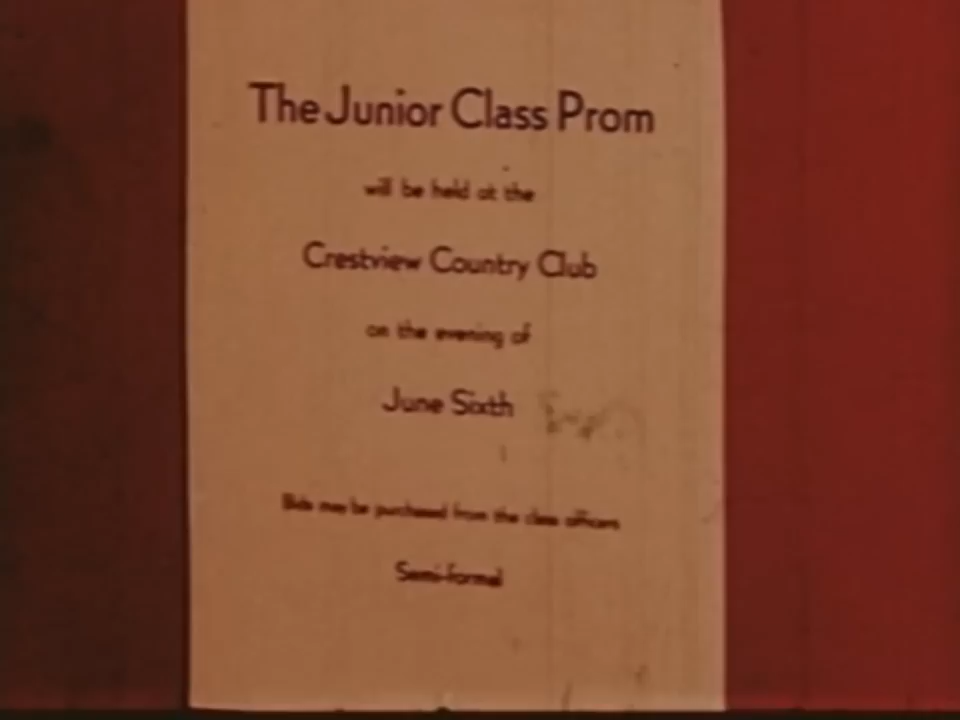 The Junior Class Prom
will be held at the
Crestview Country Club
on the evening of
June Sixth
Bids may be purchased from the class officers
Semi-formal